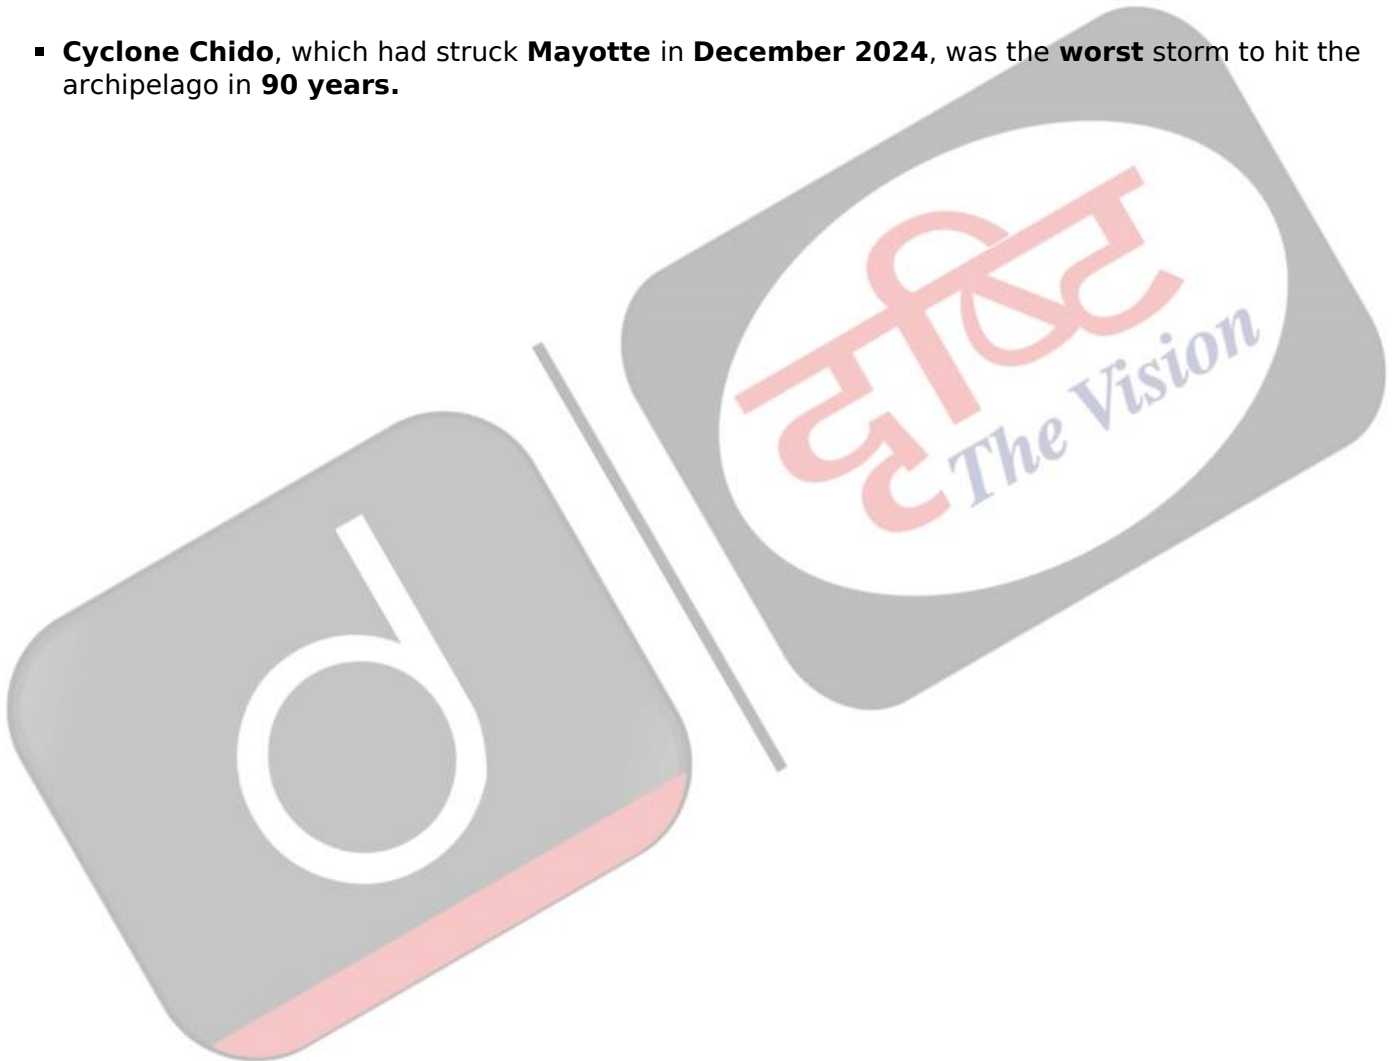 ▪ Cyclone Chido, which had struck Mayotte in December 2024, was the worst storm to hit the
archipelago in 90 years.
दृष्टि
The Vision
d